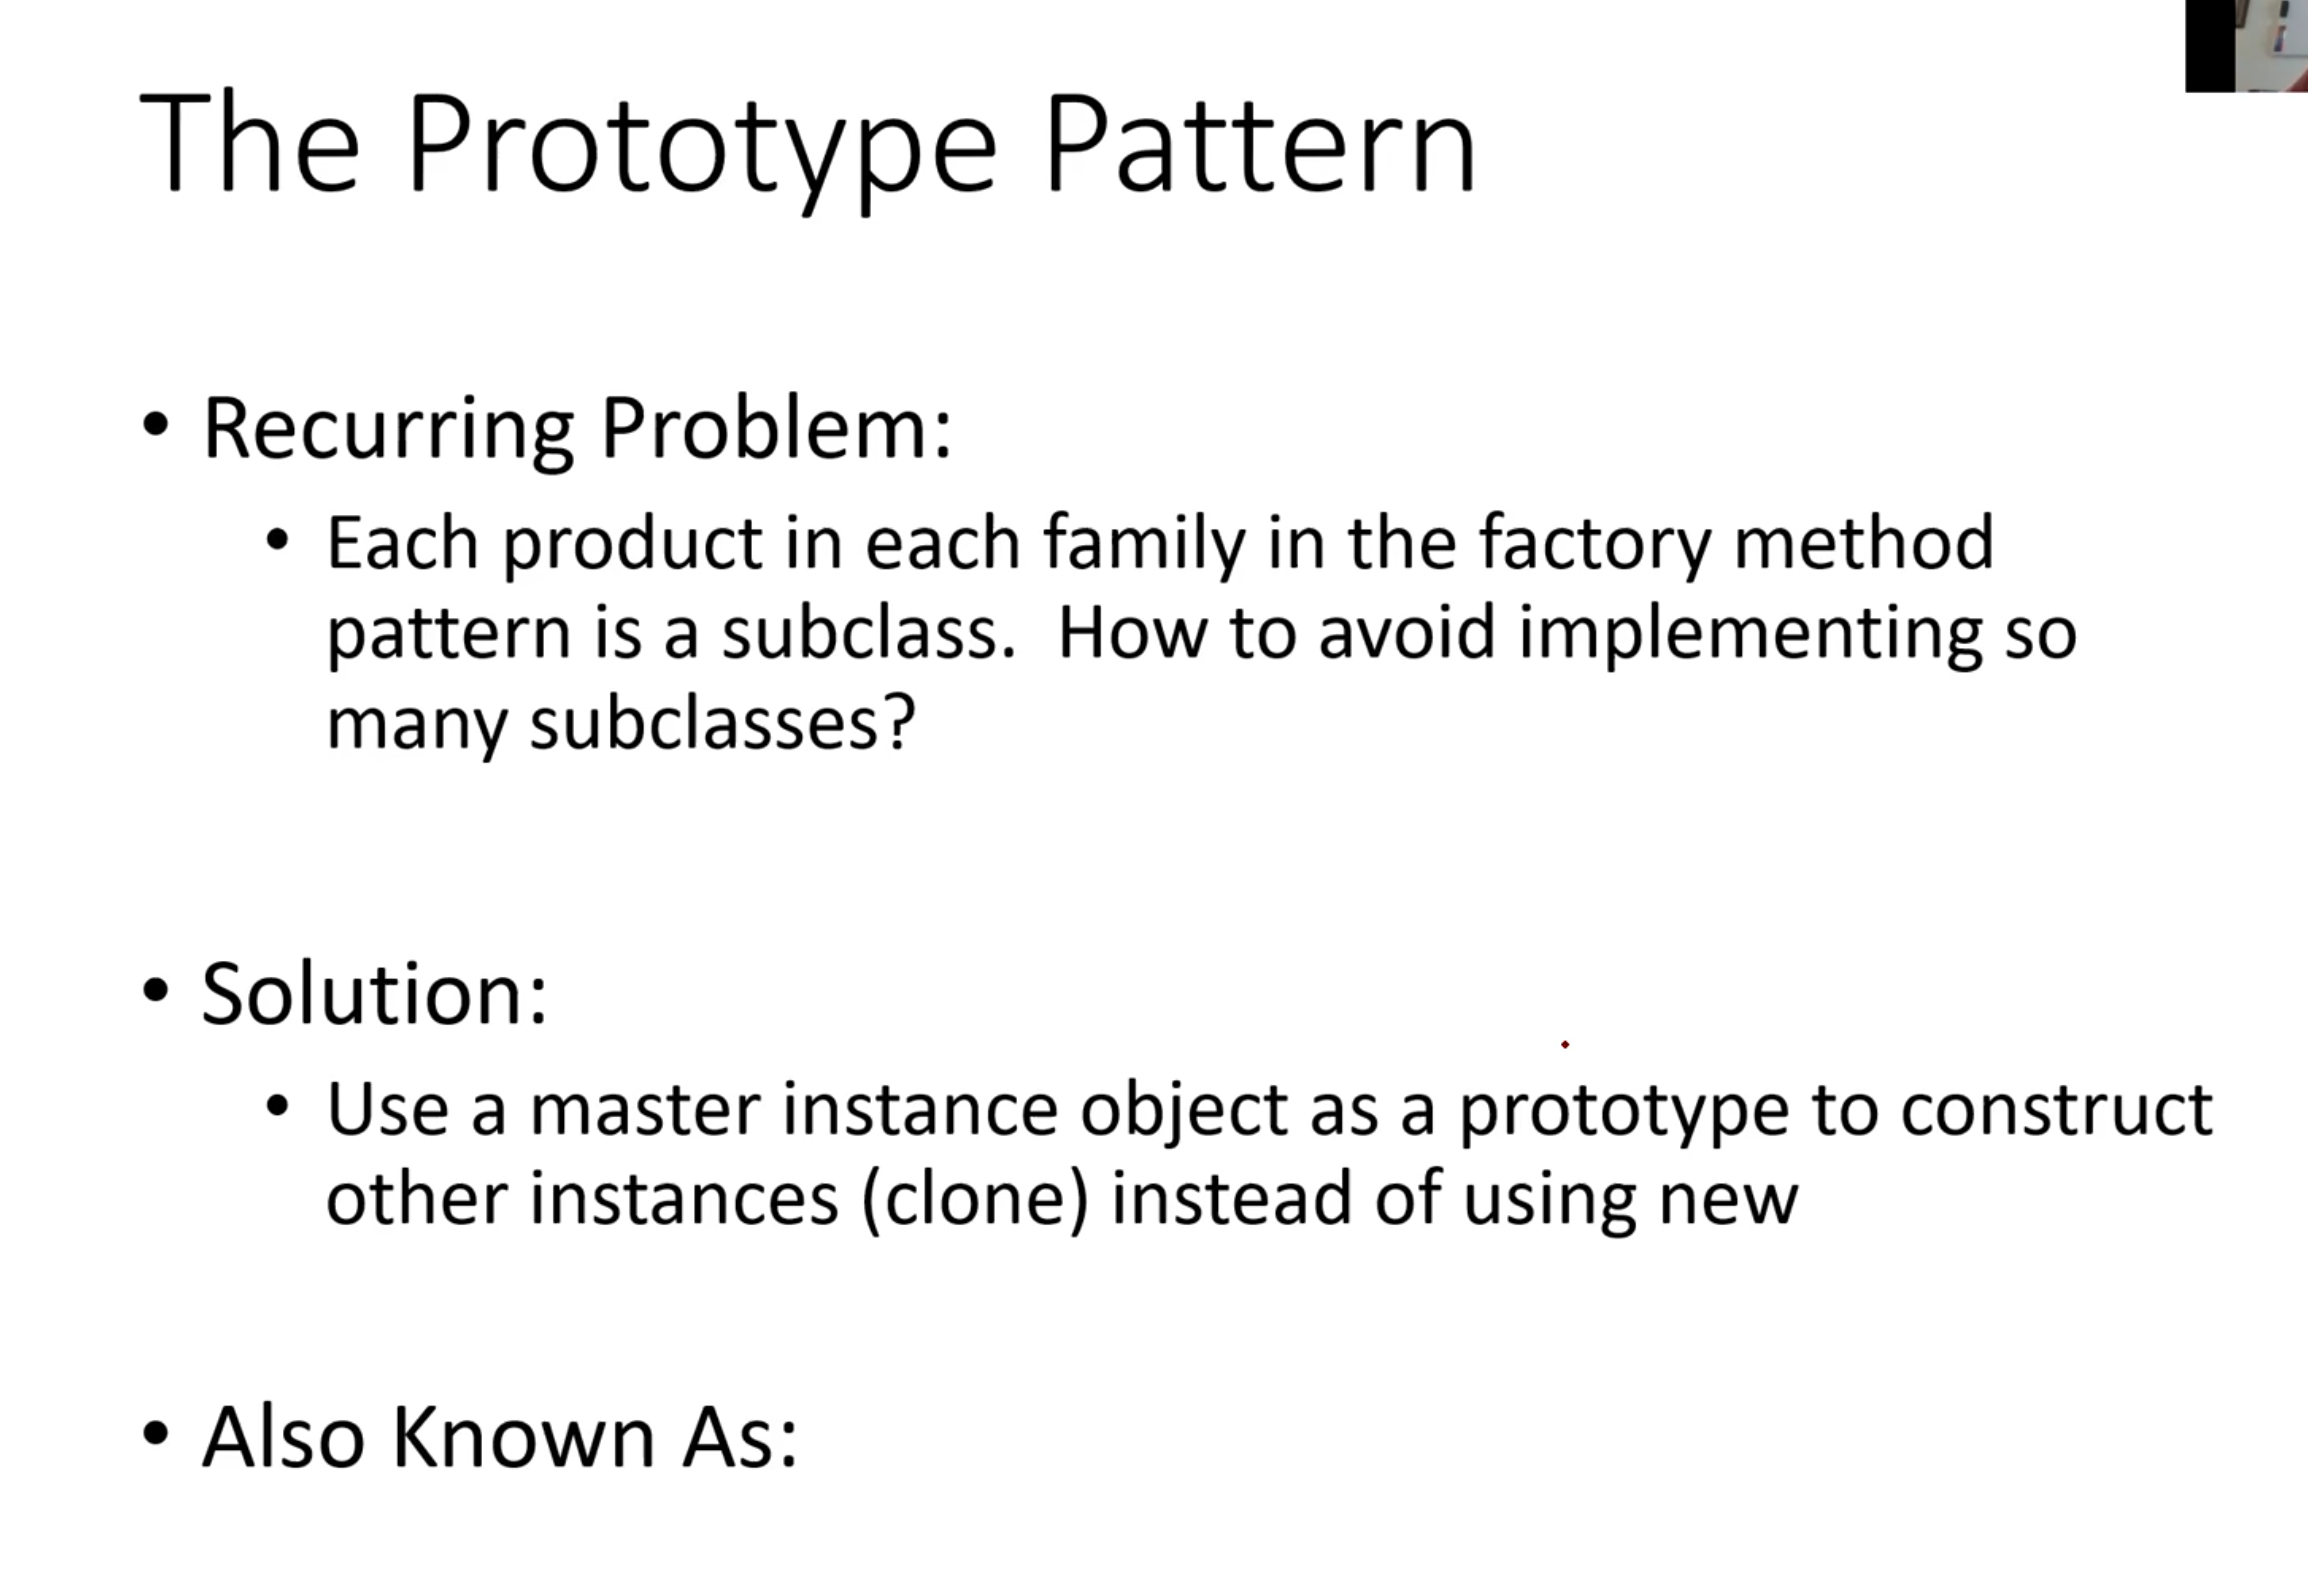 The Prototype Pattern
• Recurring Problem:
• Each product in each family in the factory method
pattern is a subclass.  How to avoid implementing so
many subclasses?
• Solution:
• Use a master instance object as a prototype to construct
other instances (clone) instead of using new
• Also Known As: